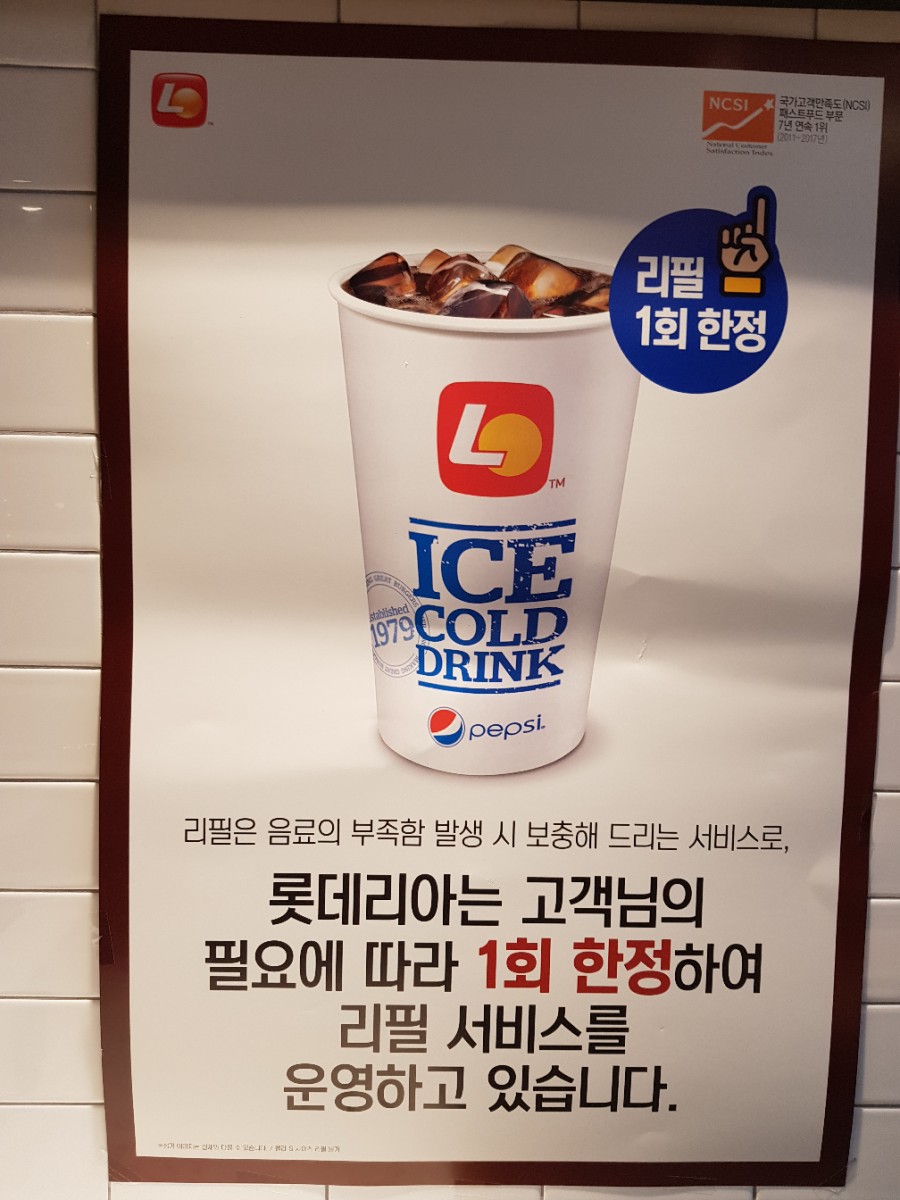 NCSI
National Customer
Satisfaction Index
국가고객만족도(NCSI)
패스트푸드 부문
7년 연속 1위
(2011~2017년)
리필
1회 한정
L
TM
ICE
COLD
DRINK
established
1979
pepsi
리필은 음료의 부족함 발생 시 보충해 드리는 서비스로,
롯데리아는 고객님의
필요에 따라 1회 한정하여
리필 서비스를
운영하고 있습니다.